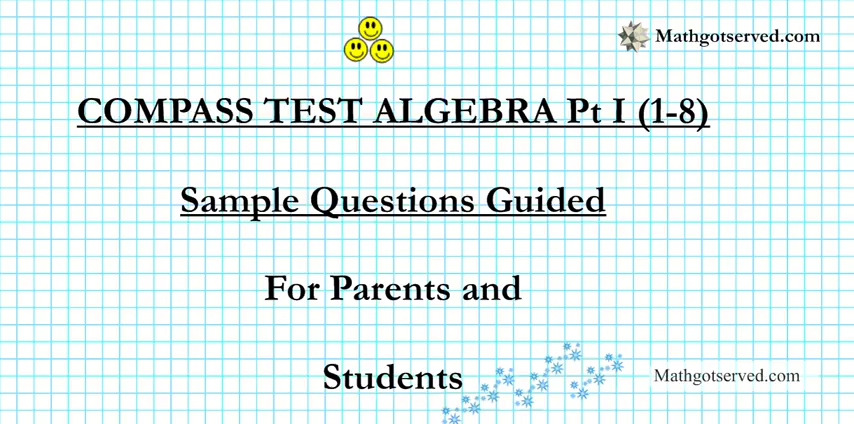 Mathgotserved.com
COMPASS TEST ALGEBRA Pt I (1-8)
Sample Questions Guided
For Parents and
Students
Mathgotserved.com